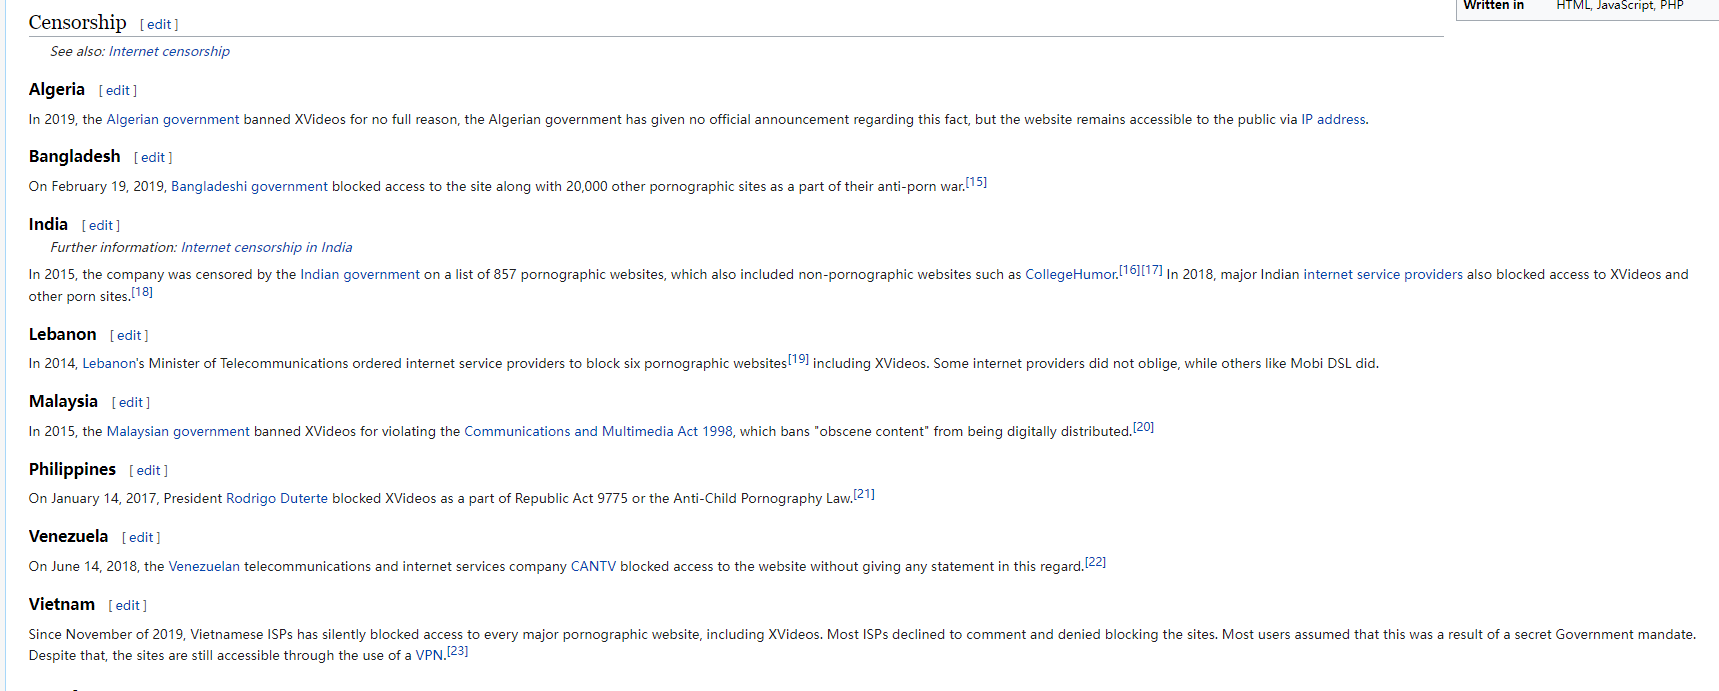 Written in HTML, JavaScript, PHP
Censorship [ edit ]
See also: Internet censorship
Algeria [ edit ]
In 2019, the Algerian government banned XVideos for no full reason, the Algerian government has given no official announcement regarding this fact, but the website remains accessible to the public via IP address.
Bangladesh [ edit ]
On February 19, 2019, Bangladeshi government blocked access to the site along with 20,000 other pornographic sites as a part of their anti-porn war.[15]
India [ edit ]
Further information: Internet censorship in India
In 2015, the company was censored by the Indian government on a list of 857 pornographic websites, which also included non-pornographic websites such as CollegeHumor.[16][17] In 2018, major Indian internet service providers also blocked access to XVideos and
other porn sites.[18]
Lebanon [ edit ]
In 2014, Lebanon's Minister of Telecommunications ordered internet service providers to block six pornographic websites[19] including XVideos. Some internet providers did not oblige, while others like Mobi DSL did.
Malaysia [ edit ]
In 2015, the Malaysian government banned XVideos for violating the Communications and Multimedia Act 1998, which bans "obscene content" from being digitally distributed.[20]
Philippines [ edit ]
On January 14, 2017, President Rodrigo Duterte blocked XVideos as a part of Republic Act 9775 or the Anti-Child Pornography Law.[21]
Venezuela [ edit ]
On June 14, 2018, the Venezuelan telecommunications and internet services company CANTV blocked access to the website without giving any statement in this regard.[22]
Vietnam [ edit ]
Since November of 2019, Vietnamese ISPs has silently blocked access to every major pornographic website, including XVideos. Most ISPs declined to comment and denied blocking the sites. Most users assumed that this was a result of a secret Government mandate.
Despite that, the sites are still accessible through the use of a VPN.[23]